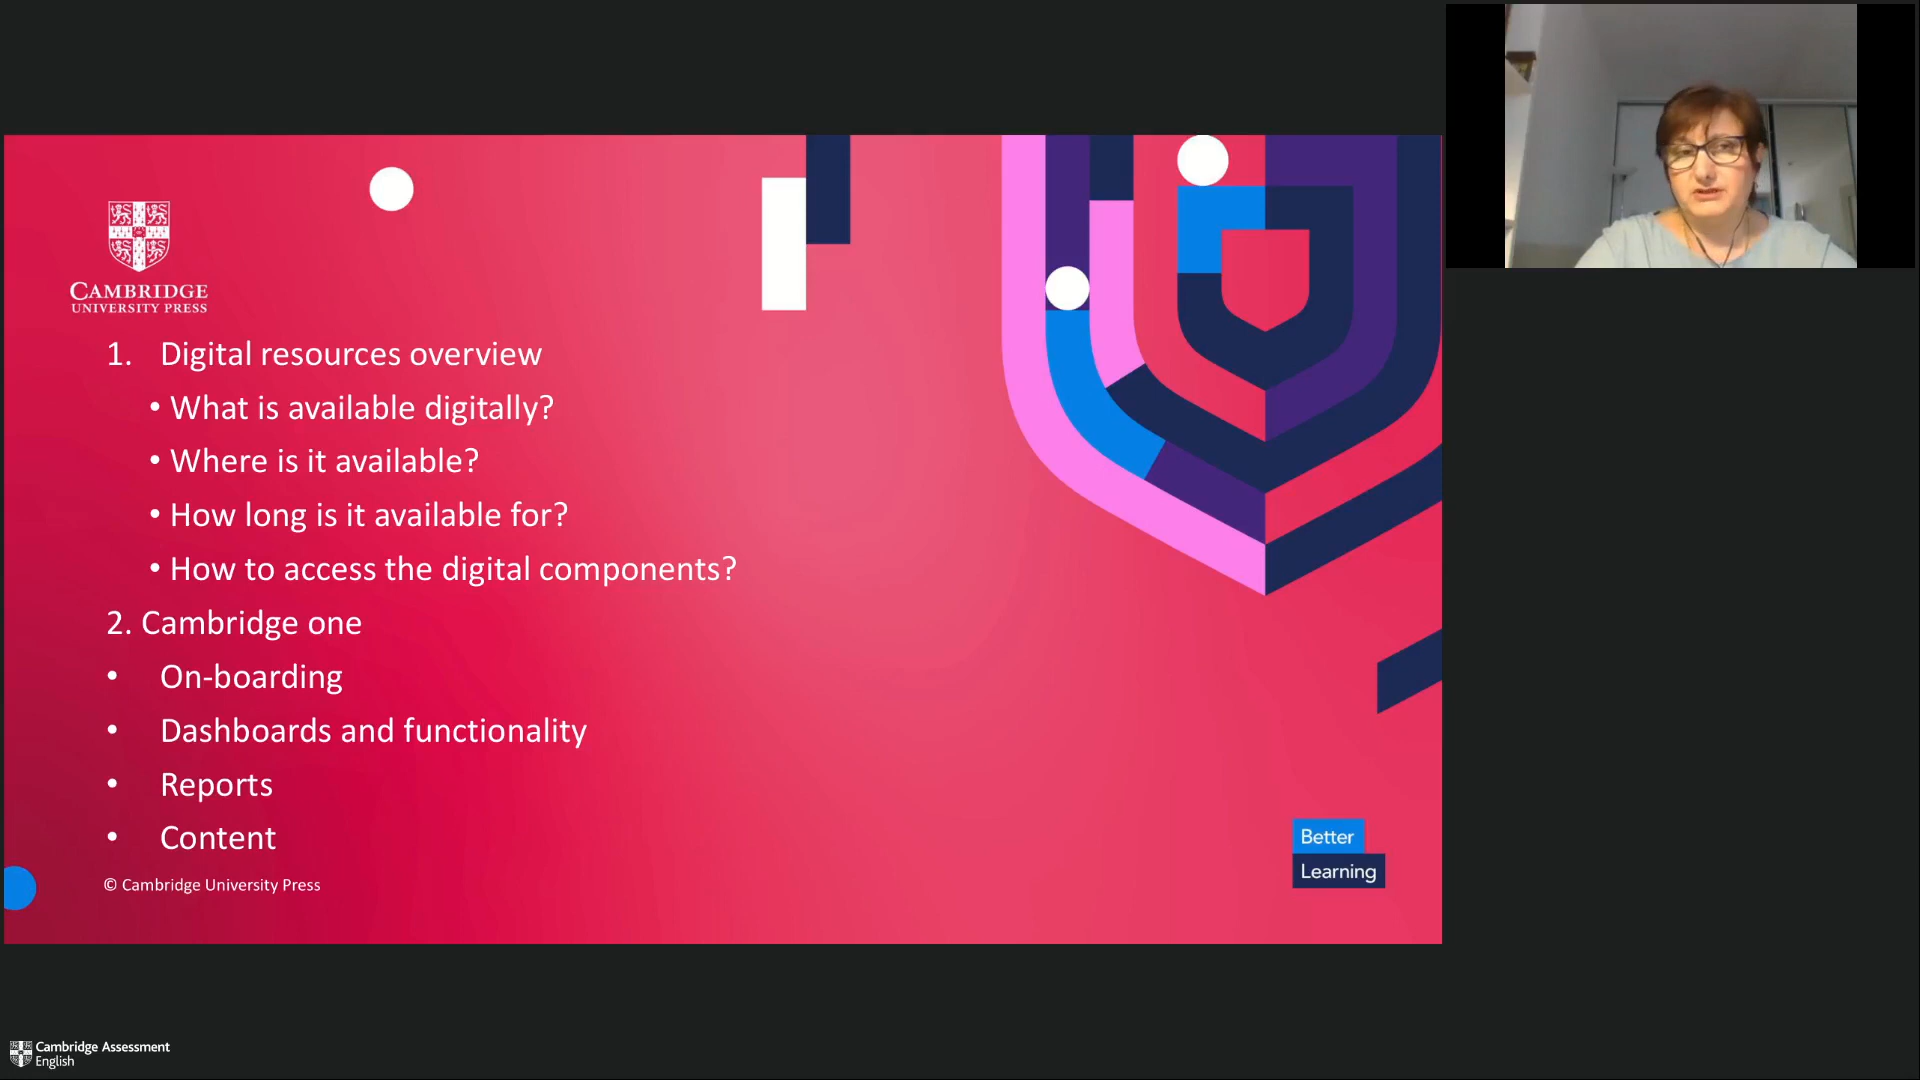 CAMBRIDGE
UNIVERSITY PRESS
1. Digital resources overview
• What is available digitally?
• Where is it available?
• How long is it available for?
• How to access the digital components?
2. Cambridge one
• On-boarding
• Dashboards and functionality
• Reports
• Content
© Cambridge University Press
Better
Learning
Cambridge Assessment
English